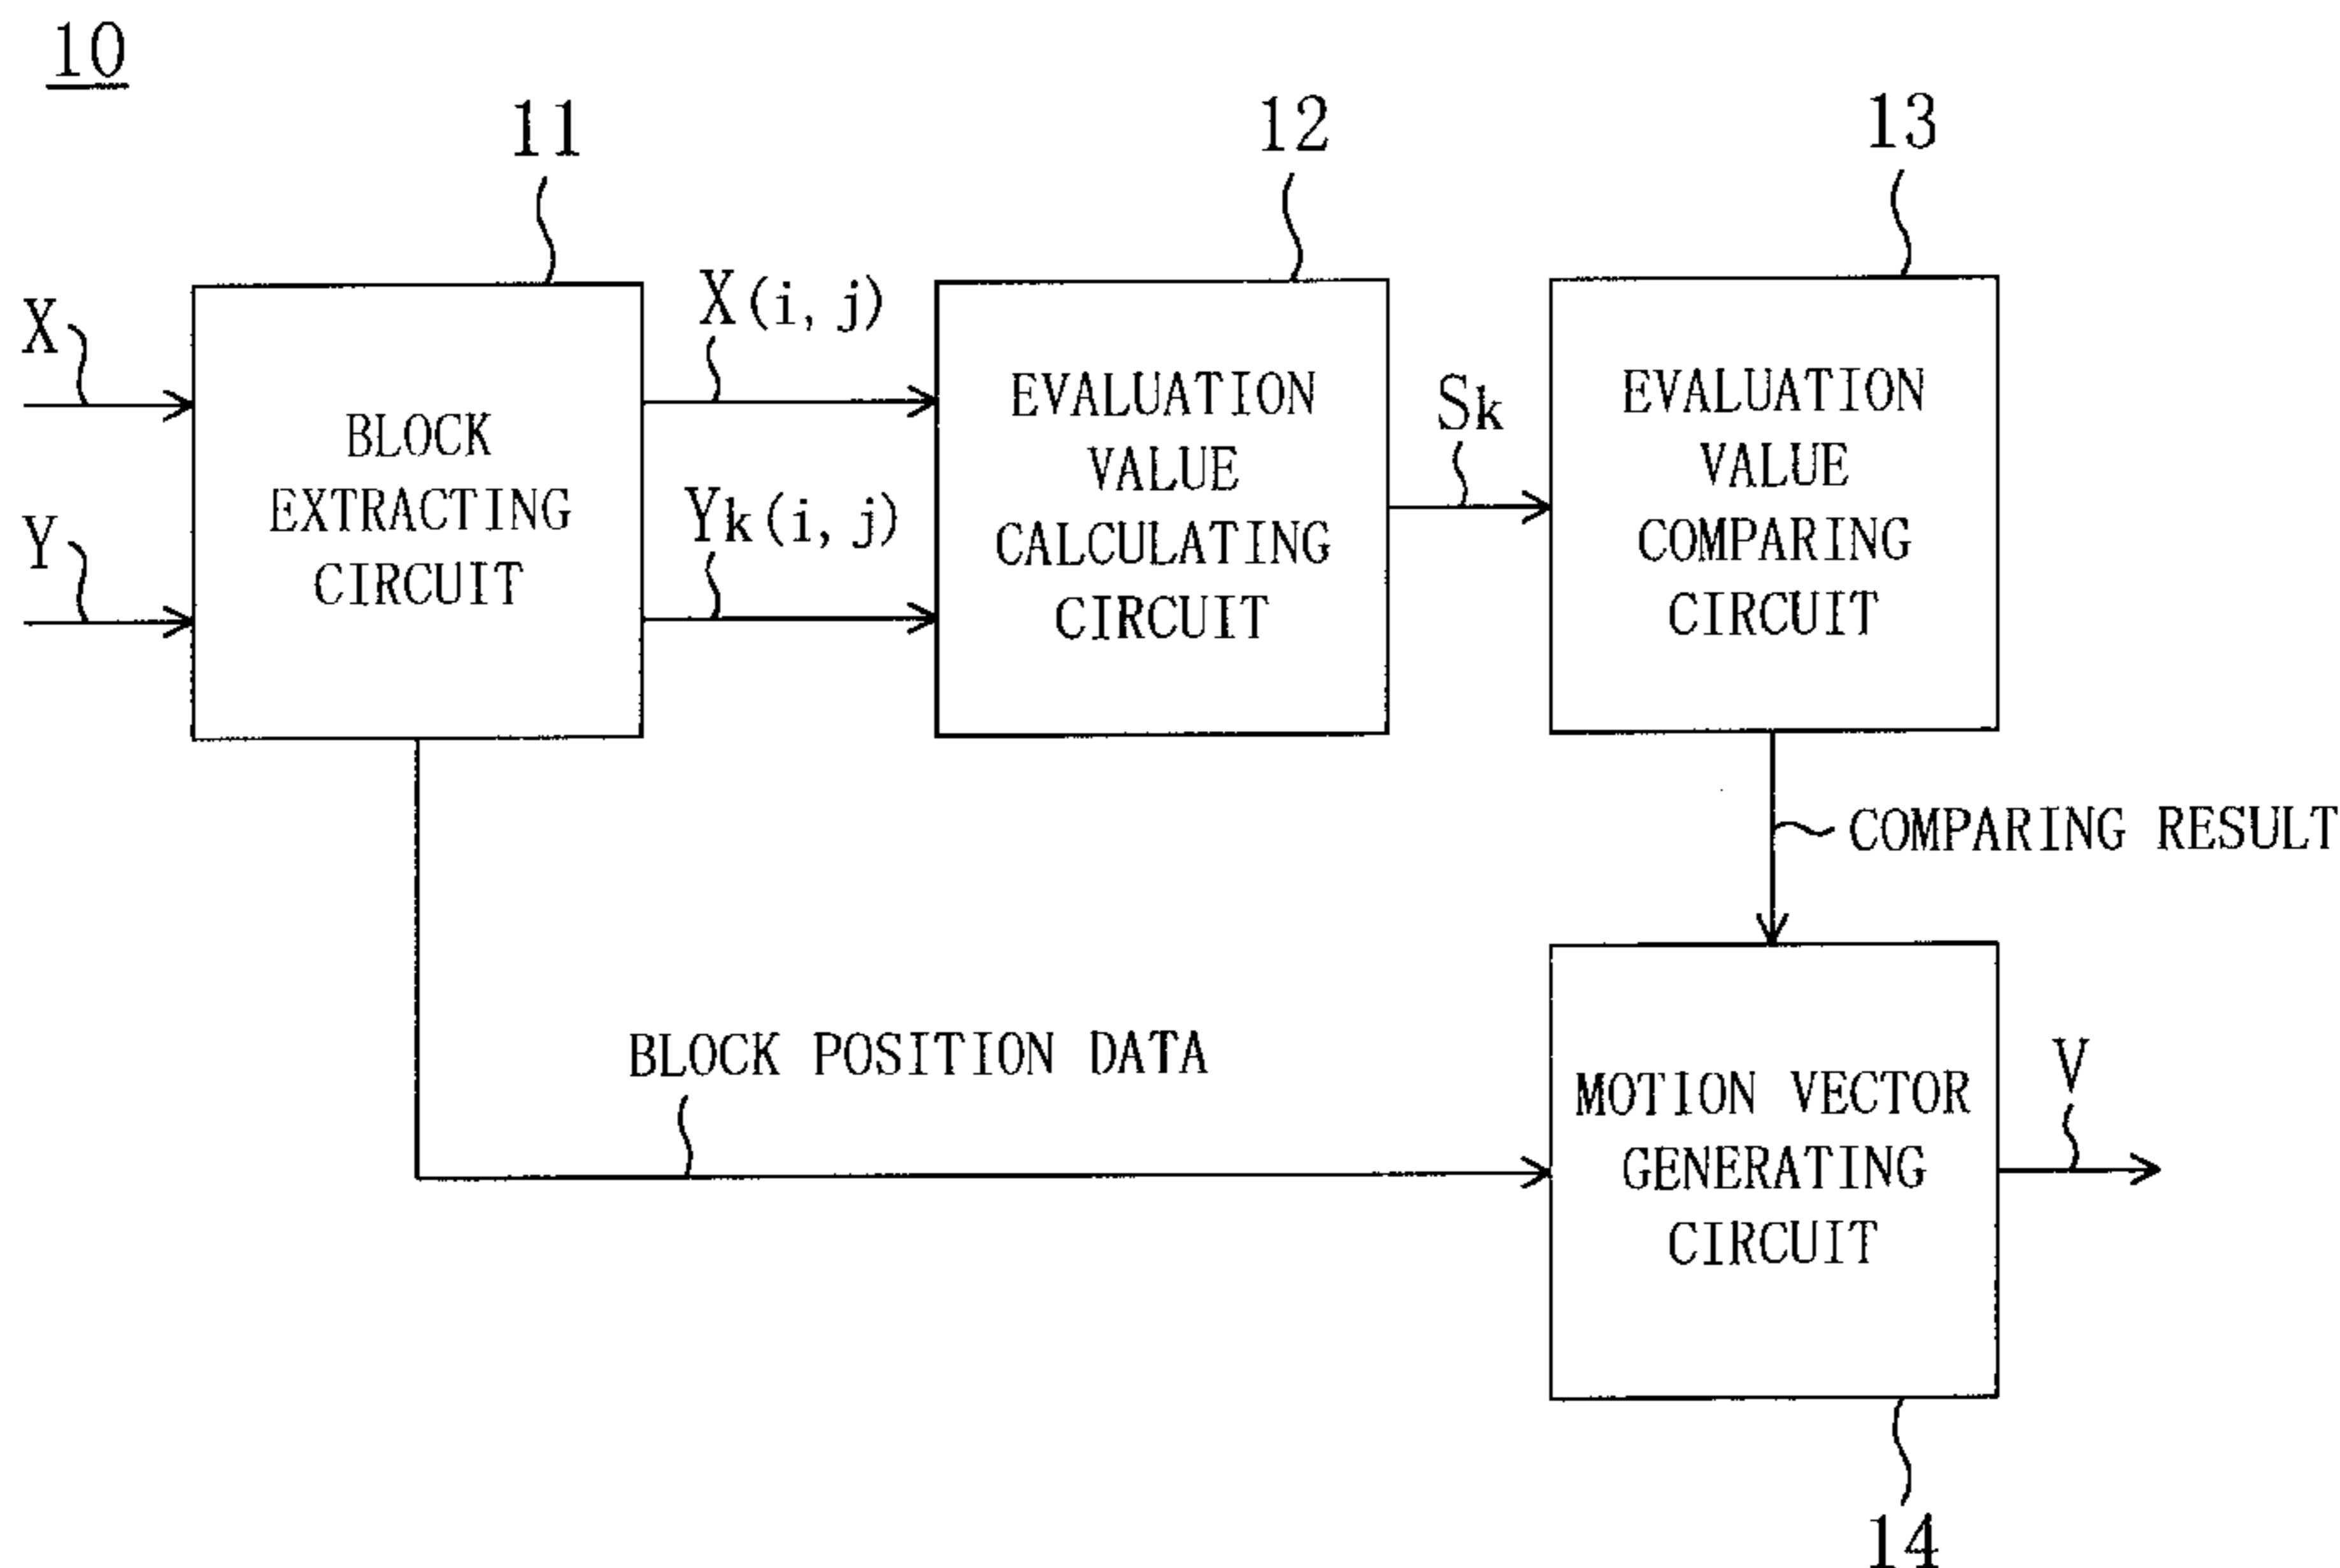 10
11
12
13
X
Y
BLOCK
EXTRACTING
CIRCUIT
X(i, j)
Yk(i, j)
EVALUATION
VALUE
CALCULATING
CIRCUIT
Sk
EVALUATION
VALUE
COMPARING
CIRCUIT
COMPARING RESULT
BLOCK POSITION DATA
MOTION VECTOR
GENERATING
CIRCUIT
V
14